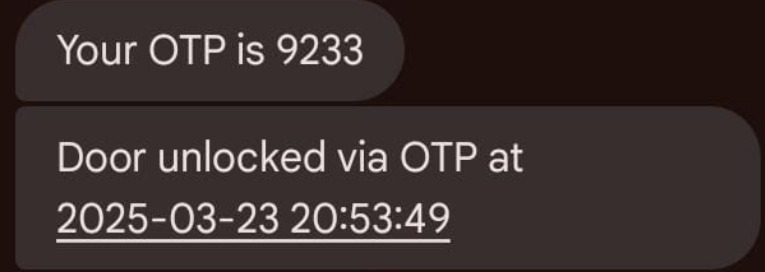 Your OTP is 9233
Door unlocked via OTP at
2025-03-23 20:53:49